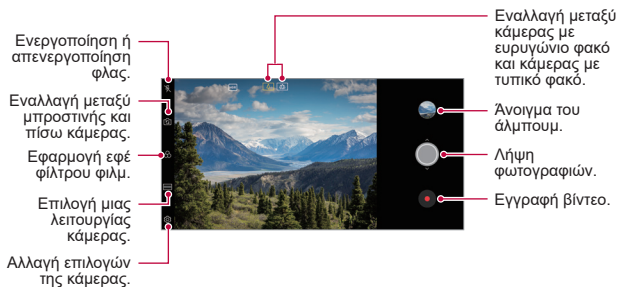 Ενεργοποίηση ή
απενεργοποίηση
φλας.
Εναλλαγή μεταξύ
μπροστινής και
πίσω κάμερας.
Εφαρμογή εφέ
φίλτρου φιλμ.
Επιλογή μιας
λειτουργίας
κάμερας.
Αλλαγή επιλογών
της κάμερας.
Εναλλαγή μεταξύ
κάμερας με
ευρυγώνιο φακό
και κάμερας με
τυπικό φακό.
Άνοιγμα του
άλμπουμ.
Λήψη
φωτογραφιών.
Εγγραφή βίντεο.